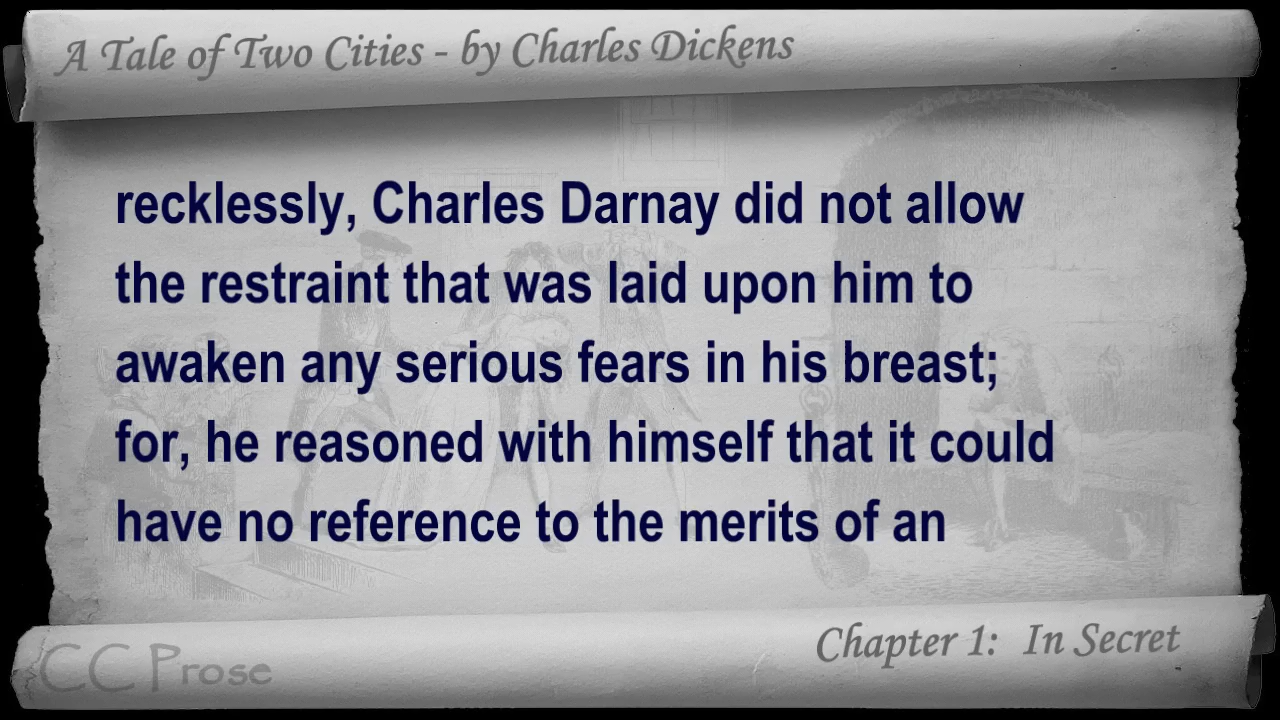 A Tale of Two Cities - by Charles Dickens
recklessly, Charles Darnay did not allow
the restraint that was laid upon him to
awaken any serious fears in his breast;
for, he reasoned with himself that it could
have no reference to the merits of an
Chapter 1: In Secret
CC Prose